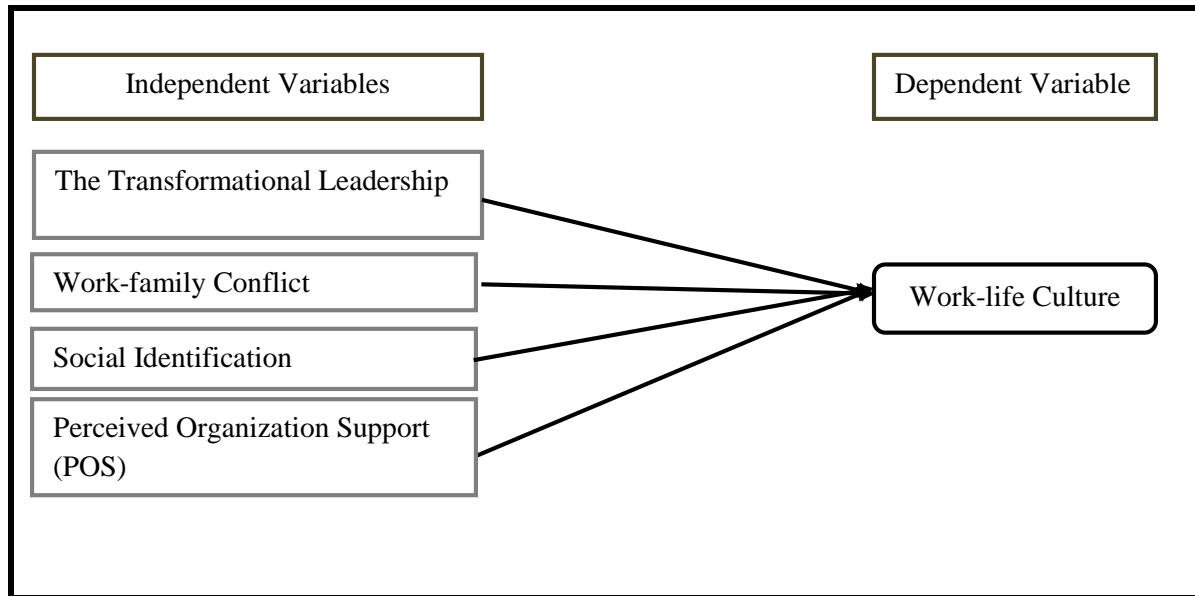 Independent Variables
Dependent Variable
The Transformational Leadership
Work-family Conflict
Work-life Culture
Social Identification
Perceived Organization Support
(POS)